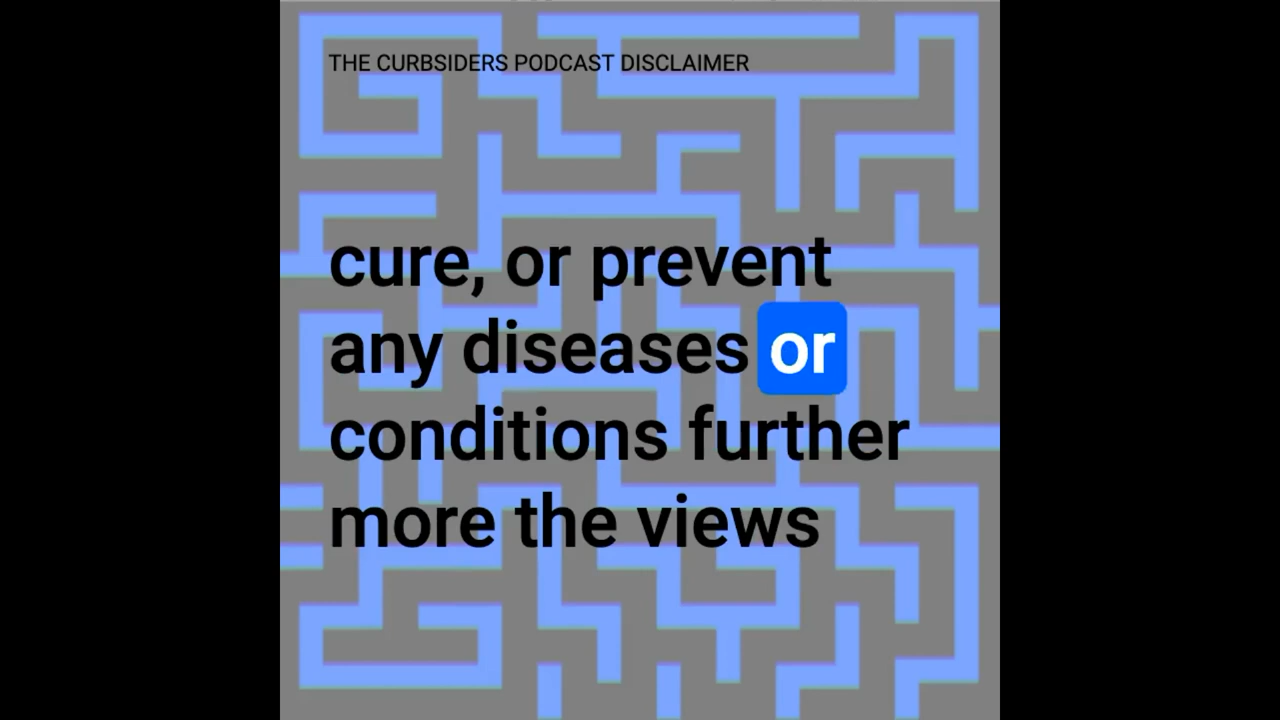 THE CURBSIDERS PODCAST DISCLAIMER
cure, or prevent
any diseases or
conditions further
more the views